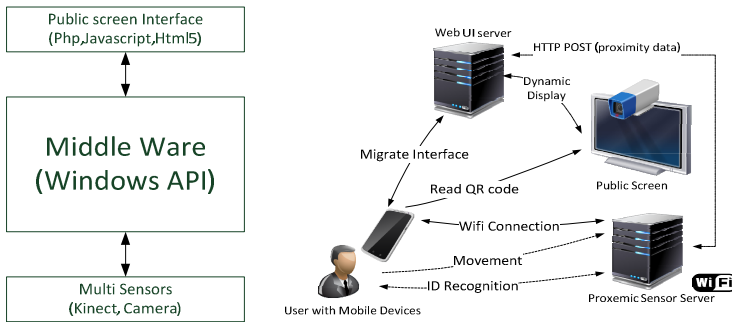 Public screen Interface
(Php,Javascript,Html5)
Middle Ware
(Windows API)
Multi Sensors
(Kinect, Camera)
Web UI server
HTTP POST (proximity data)
Dynamic
Display
Migrate Interface
Read QR code
Public Screen
Wifi Connection
Movement
ID Recognition
User with Mobile Devices
Proxemic Sensor Server
Wi Fi